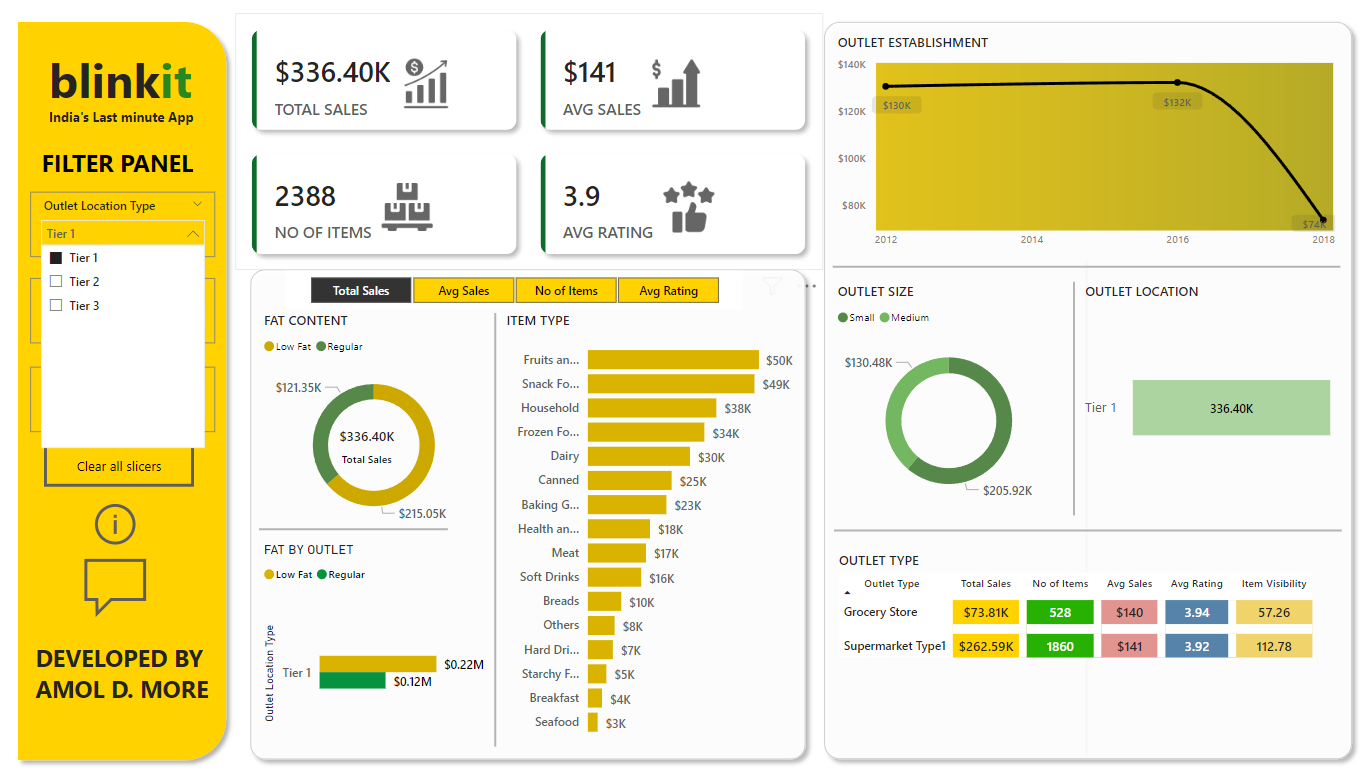 blinkit
India's Last minute App
FILTER PANEL
Outlet Location Type
Tier 1
Tier 1
Tier 2
Tier 3
Clear all slicers
DEVELOPED BY
AMOL D. MORE
$336.40K
TOTAL SALES
$141
AVG SALES
2388
NO OF ITEMS
3.9
AVG RATING
Total Sales
Avg Sales
No of Items
Avg Rating
FAT CONTENT
Low Fat Regular
$121.35K
$336.40K
Total Sales
$215.05K
FAT BY OUTLET
Low Fat Regular
Outlet Location Type
Tier 1
$0.22M
$0.12M
ITEM TYPE
Fruits an... $50K
Snack Fo... $49K
Household $38K
Frozen Fo... $34K
Dairy $30K
Canned $25K
Baking G... $23K
Health an... $18K
Meat $17K
Soft Drinks $16K
Breads $10K
Others $8K
Hard Dri... $7K
Starchy F... $5K
Breakfast $4K
Seafood $3K
OUTLET ESTABLISHMENT
$140K
$120K
$100K
$80K
$130K
$132K
$74K
2012 2014 2016 2018
OUTLET SIZE
Small Medium
$130.48K
$205.92K
OUTLET LOCATION
Tier 1 336.40K
OUTLET TYPE
Outlet Type Total Sales No of Items Avg Sales Avg Rating Item Visibility
Grocery Store $73.81K 528 $140 3.94 57.26
Supermarket Type1 $262.59K 1860 $141 3.92 112.78